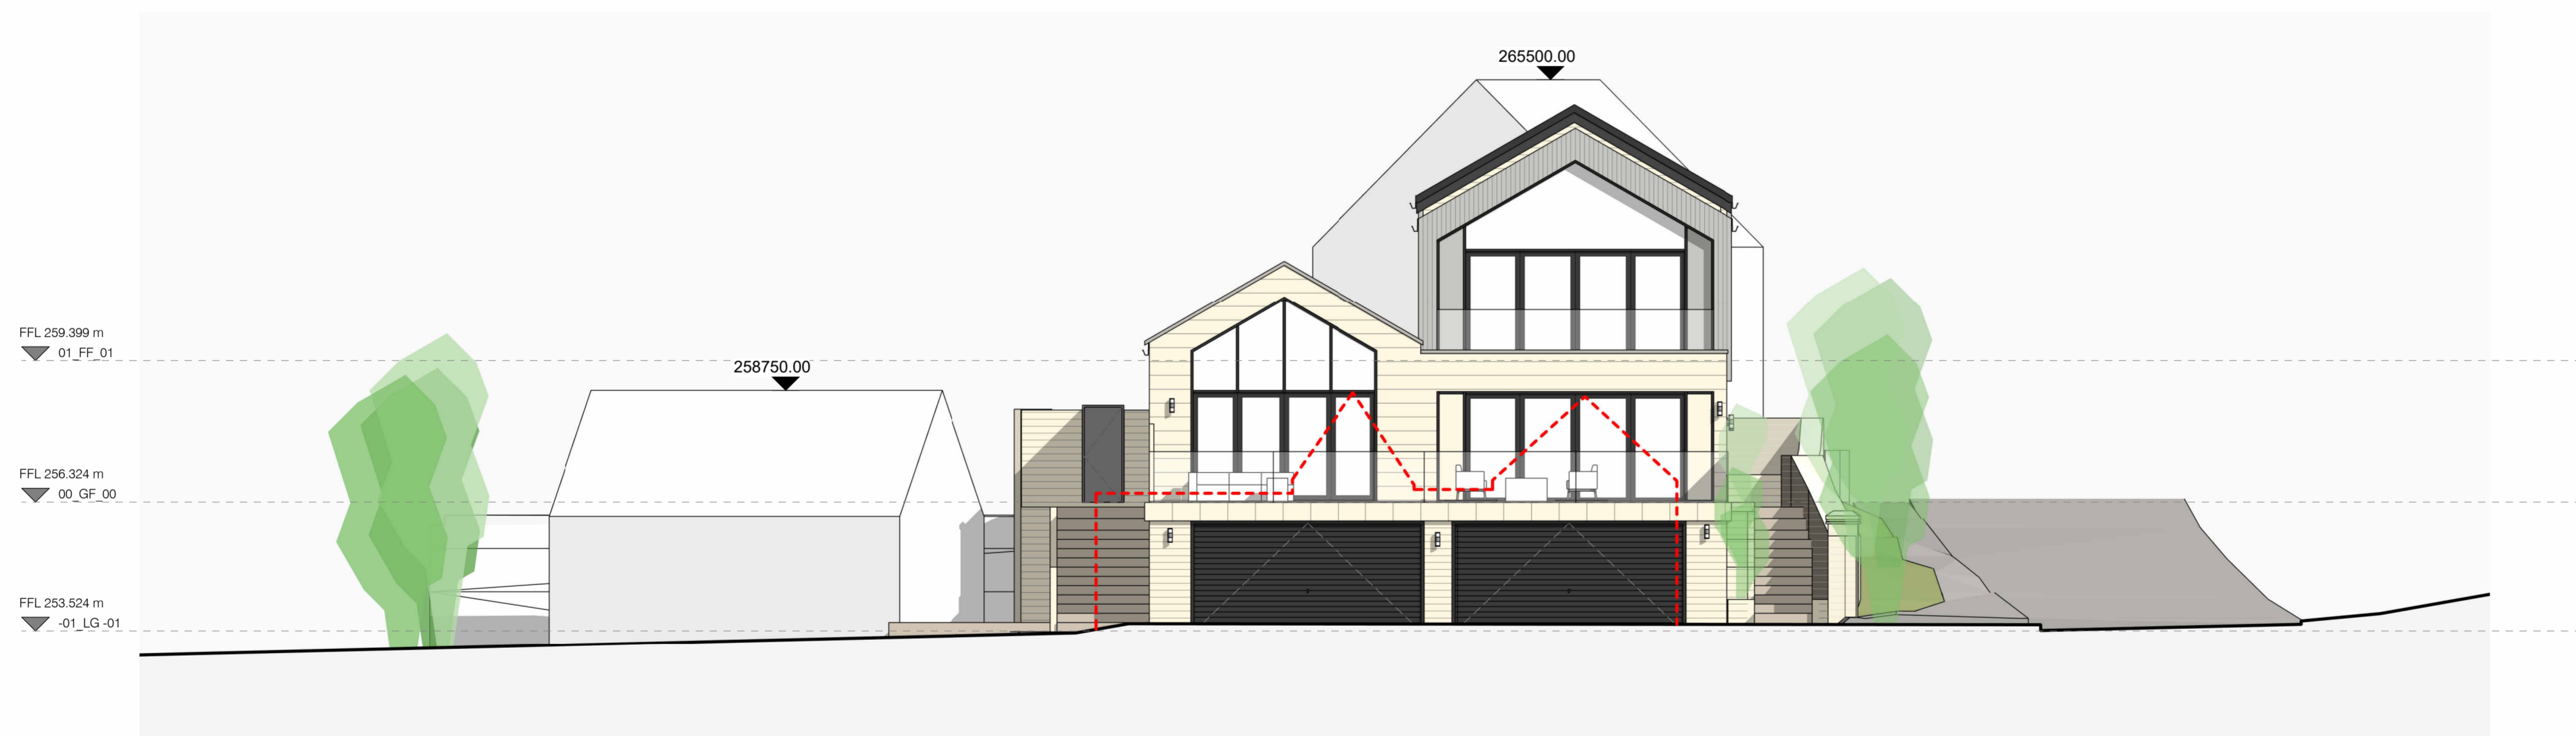 265500.00
FFL 259.399 m
01_FF_01
258750.00
FFL 256.324 m
00_GF_00
FFL 253.524 m
-01_LG -01